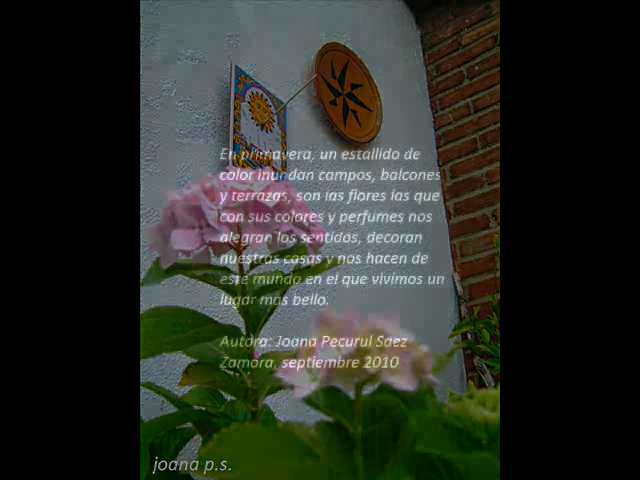 En primavera, un estallido de
color inundan campos, balcones
y terrazas, son las flores las que
con sus colores y perfumes nos
alegran los sentidos, decoran
nuestras casas y nos hacen de
este mundo en el que vivimos un
lugar mas bello.
Autora: Joana Pecurul Saez
Zamora, septiembre 2010
joana p.s.